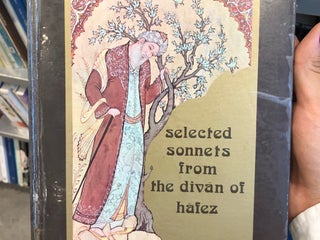 selected
sonnets
from
the divan of
hafez